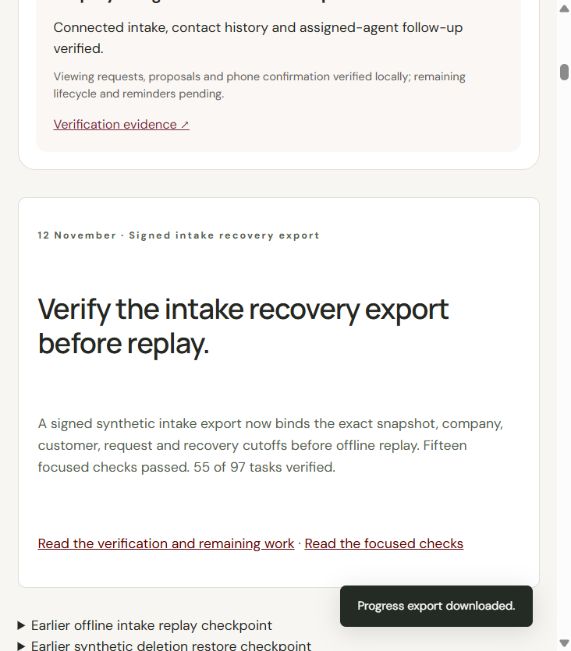 Connected intake, contact history and assigned-agent follow-up
verified.
Viewing requests, proposals and phone confirmation verified locally; remaining
lifecycle and reminders pending.
Verification evidence ↗
12 November · Signed intake recovery export
Verify the intake recovery export
before replay.
A signed synthetic intake export now binds the exact snapshot, company,
customer, request and recovery cutoffs before offline replay. Fifteen
focused checks passed. 55 of 97 tasks verified.
Read the verification and remaining work · Read the focused checks
Progress export downloaded.
▶ Earlier offline intake replay checkpoint
▶ Earlier synthetic deletion restore checkpoint